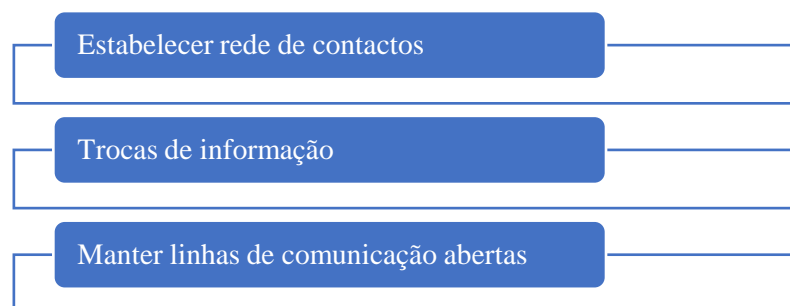 Estabelecer rede de contactos
Trocas de informação
Manter linhas de comunicação abertas